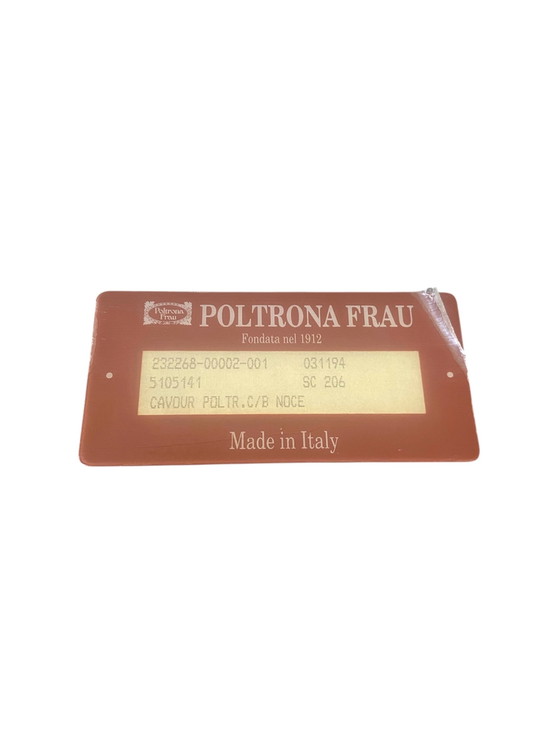 Poltrona
Frau
POLTRONA FRAU
Fondata nel 1912
232268-00002-001 031194
5105141 SC 206
CAVOUR POLTR.C/B NOCE
Made in Italy